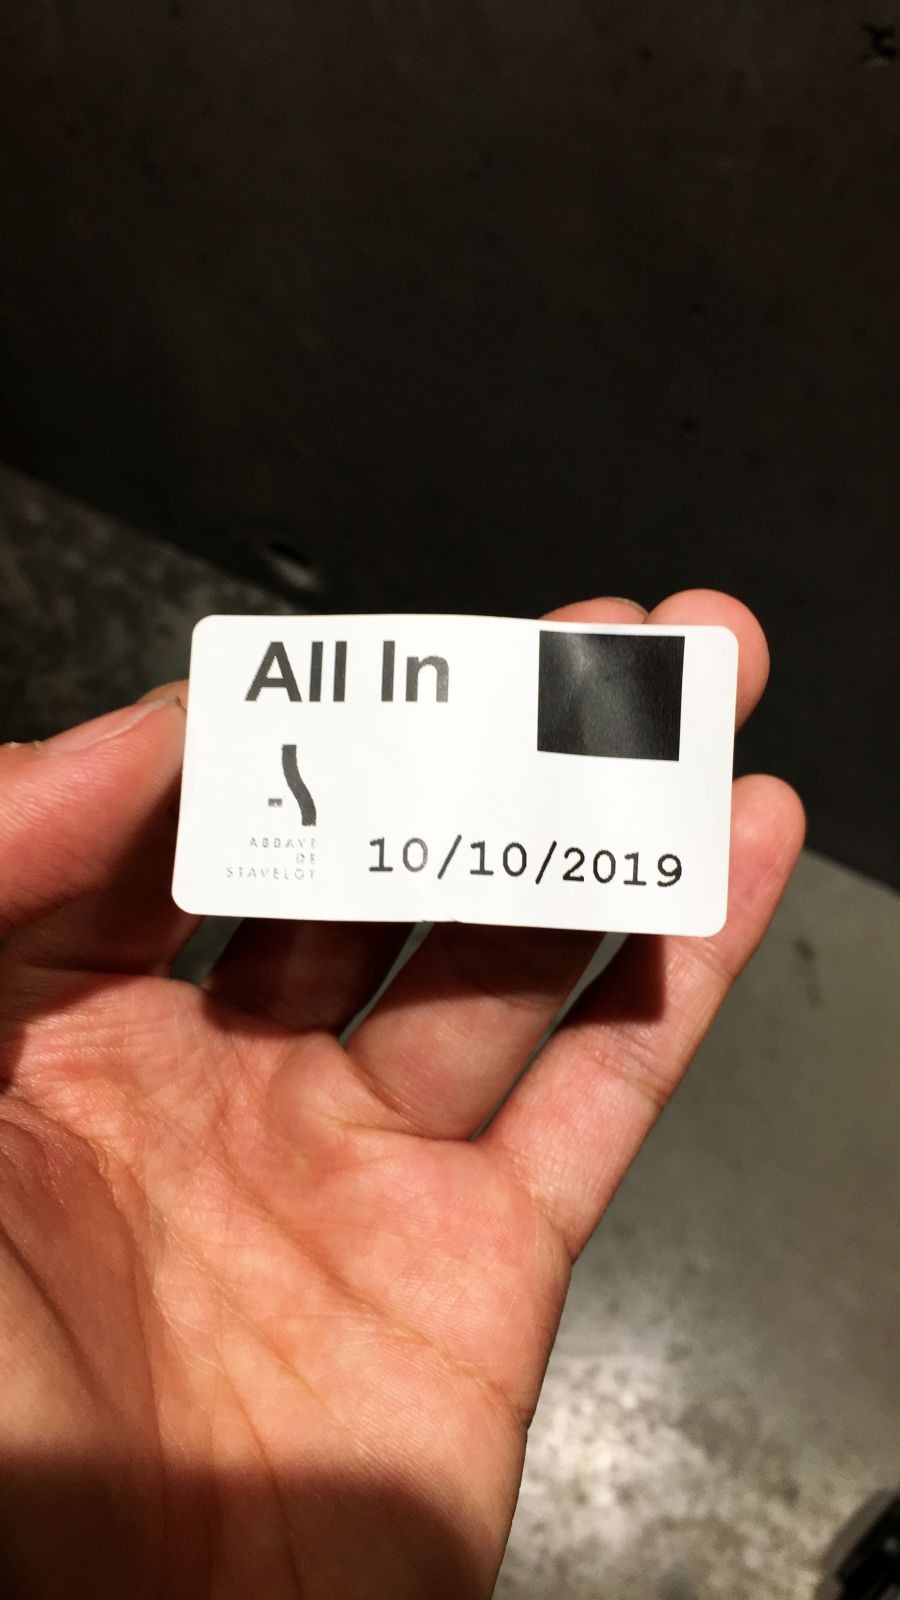 All In
ABBAYE
DE
STAVELOT
10/10/2019